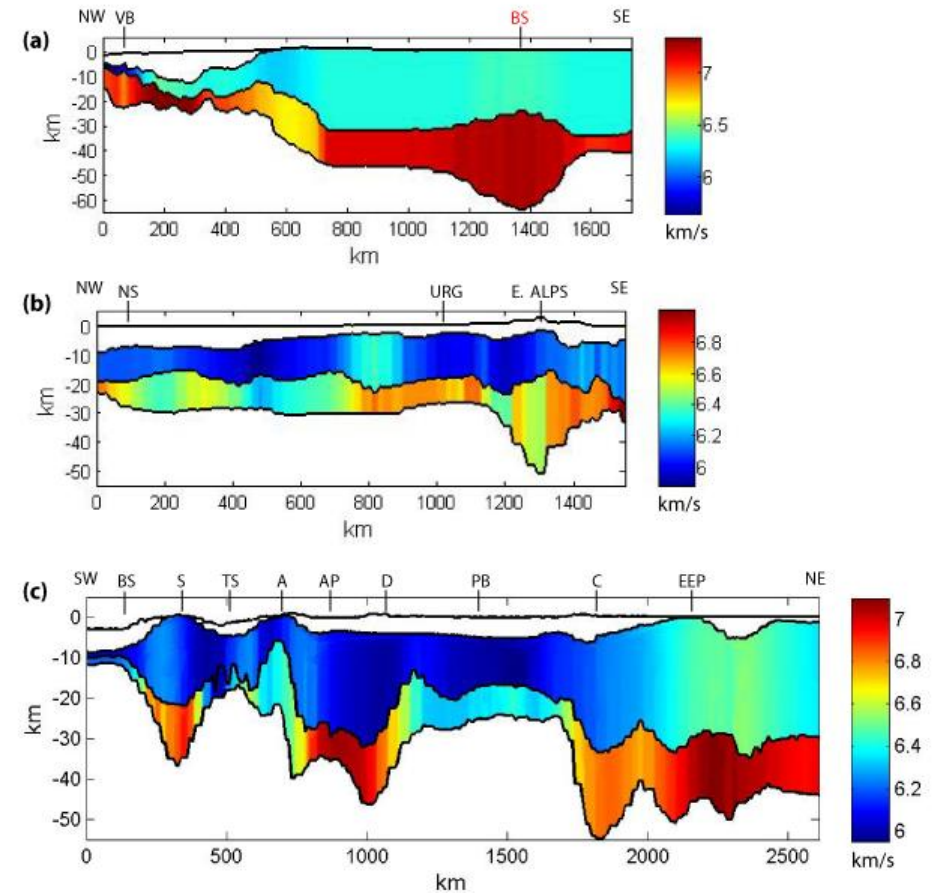 (a)
NW VB BS SE
0
-10
-20
-30
-40
-50
-60
km
0 200 400 600 800 1000 1200 1400 1600
km
7
6.5
6
km/s
(b)
NW NS URG E. ALPS SE
0
-10
-20
-30
-40
-50
km
0 200 400 600 800 1000 1200 1400
km
6.8
6.6
6.4
6.2
6
km/s
(c)
SW BS S TS A AP D PB C EEP NE
0
-10
-20
-30
-40
-50
km
0 500 1000 1500 2000 2500
km
7
6.8
6.6
6.4
6.2
6
km/s